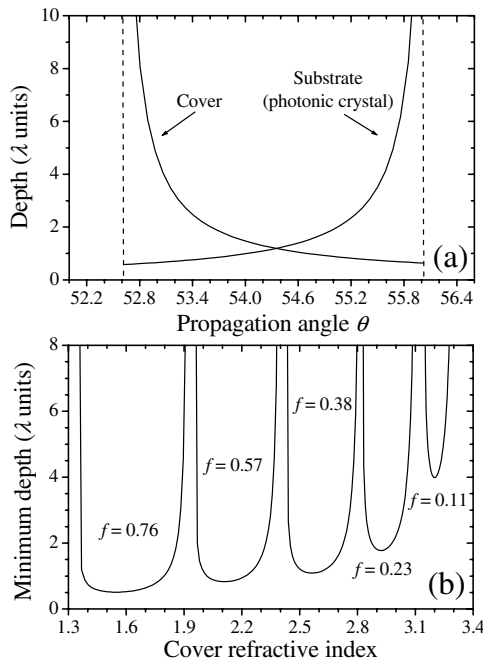 10
8
6
4
2
0
Depth (λ units)
Cover
Substrate
(photonic crystal)
(a)
52.2 52.8 53.4 54.0 54.6 55.2 55.8 56.4
Propagation angle θ
8
6
4
2
0
Minimum depth (λ units)
f = 0.76
f = 0.57
f = 0.38
f = 0.23
f = 0.11
(b)
1.3 1.6 1.9 2.2 2.5 2.8 3.1 3.4
Cover refractive index